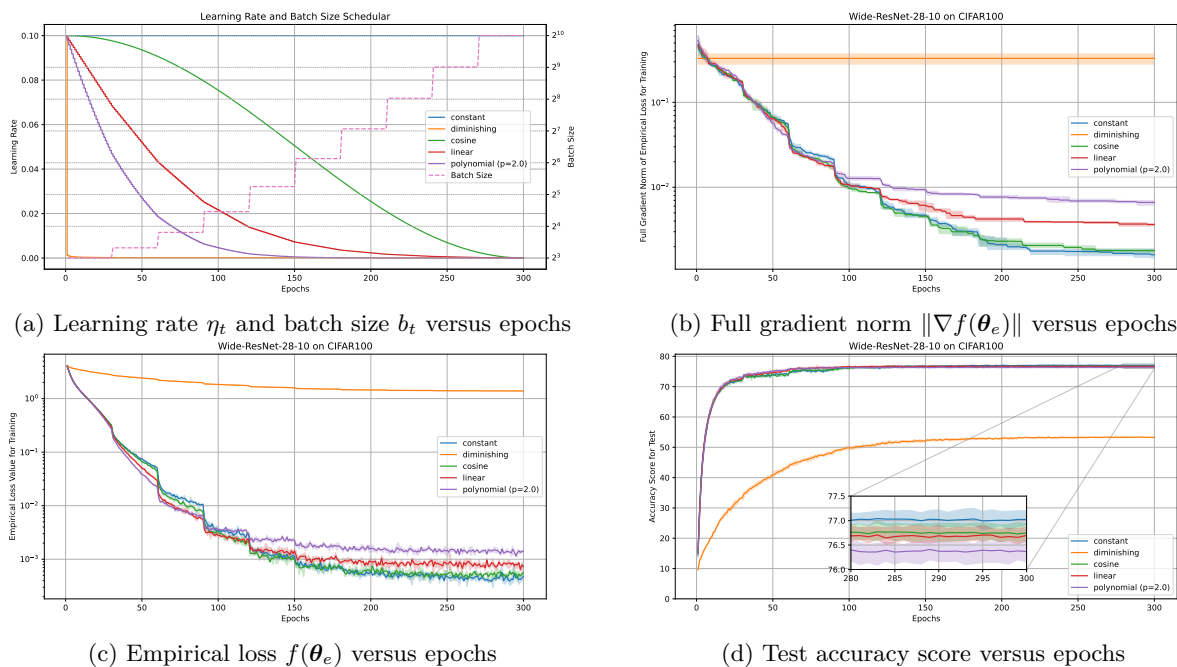 Learning Rate and Batch Size Schedular
0.10
0.08
0.06
0.04
0.02
0.00
Learning Rate
2^10
2^9
2^8
2^7
2^6
2^5
2^4
2^3
Batch Size
constant
diminishing
cosine
linear
polynomial (p=2.0)
Batch Size
0 50 100 150 200 250 300
Epochs
(a) Learning rate η_t and batch size b_t versus epochs
Wide-ResNet-28-10 on CIFAR100
10^−1
10^−2
Full Gradient Norm of Empirical Loss for Training
constant
diminishing
cosine
linear
polynomial (p=2.0)
0 50 100 150 200 250 300
Epochs
(b) Full gradient norm ∥∇f(θ_e)∥ versus epochs
Wide-ResNet-28-10 on CIFAR100
10^0
10^−1
10^−2
10^−3
Empirical Loss Value for Training
constant
diminishing
cosine
linear
polynomial (p=2.0)
0 50 100 150 200 250 300
Epochs
(c) Empirical loss f(θ_e) versus epochs
Wide-ResNet-28-10 on CIFAR100
80
70
60
50
40
30
20
10
0
Accuracy Score for Test
77.5
77.0
76.5
76.0
280 285 290 295 300
constant
diminishing
cosine
linear
polynomial (p=2.0)
0 50 100 150 200 250 300
Epochs
(d) Test accuracy score versus epochs